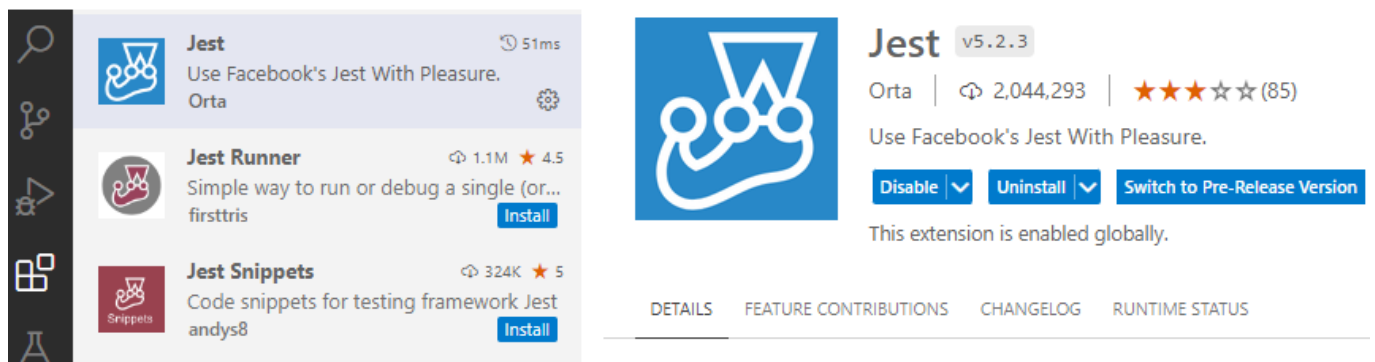 Jest 51ms
Use Facebook's Jest With Pleasure.
Orta
Jest Runner 1.1M ★ 4.5
Simple way to run or debug a single (or...
firsttris Install
Jest Snippets 324K ★ 5
Code snippets for testing framework Jest
Snippets
andys8 Install
Jest v5.2.3
Orta | 2,044,293 | ★★★☆☆(85)
Use Facebook's Jest With Pleasure.
Disable Uninstall Switch to Pre-Release Version
This extension is enabled globally.
DETAILS FEATURE CONTRIBUTIONS CHANGELOG RUNTIME STATUS